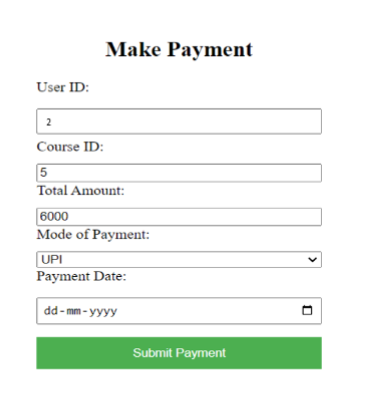 Make Payment
User ID:
2
Course ID:
5
Total Amount:
6000
Mode of Payment:
UPI
Payment Date:
dd-mm-yyyy
Submit Payment